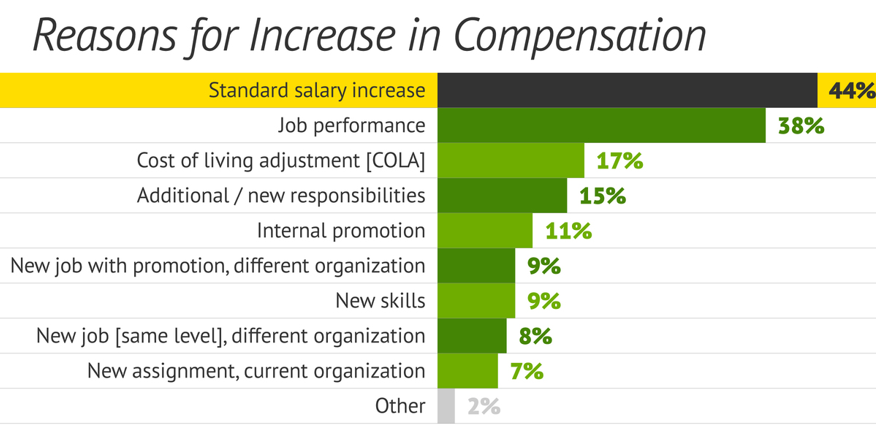 Reasons for Increase in Compensation
Standard salary increase 44%
Job performance 38%
Cost of living adjustment [COLA] 17%
Additional / new responsibilities 15%
Internal promotion 11%
New job with promotion, different organization 9%
New skills 9%
New job [same level], different organization 8%
New assignment, current organization 7%
Other 2%